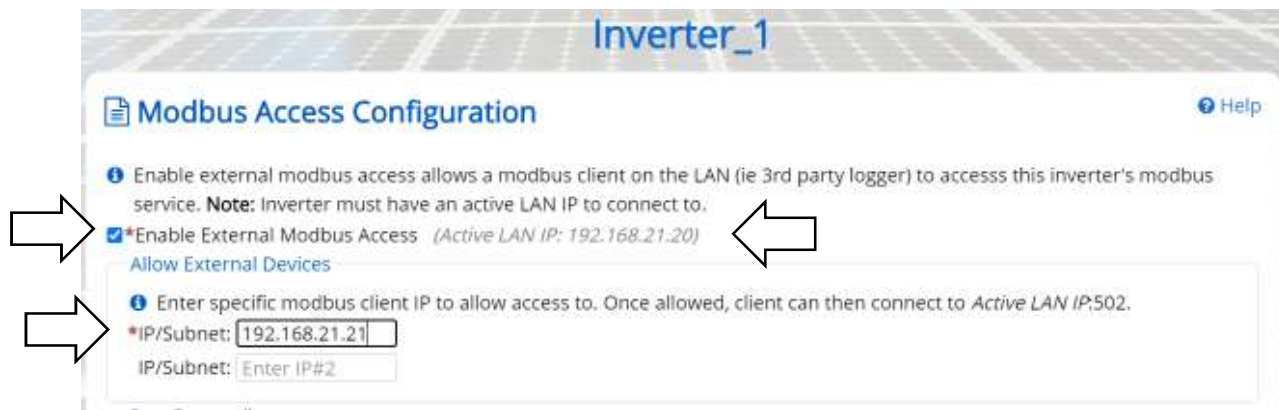 Inverter_1
Modbus Access Configuration
Help
Enable external modbus access allows a modbus client on the LAN (ie 3rd party logger) to accesss this inverter's modbus
service. Note: Inverter must have an active LAN IP to connect to.
*Enable External Modbus Access (Active LAN IP: 192.168.21.20)
Allow External Devices
Enter specific modbus client IP to allow access to. Once allowed, client can then connect to Active LAN IP:502.
*IP/Subnet: 192.168.21.21
IP/Subnet: Enter IP#2